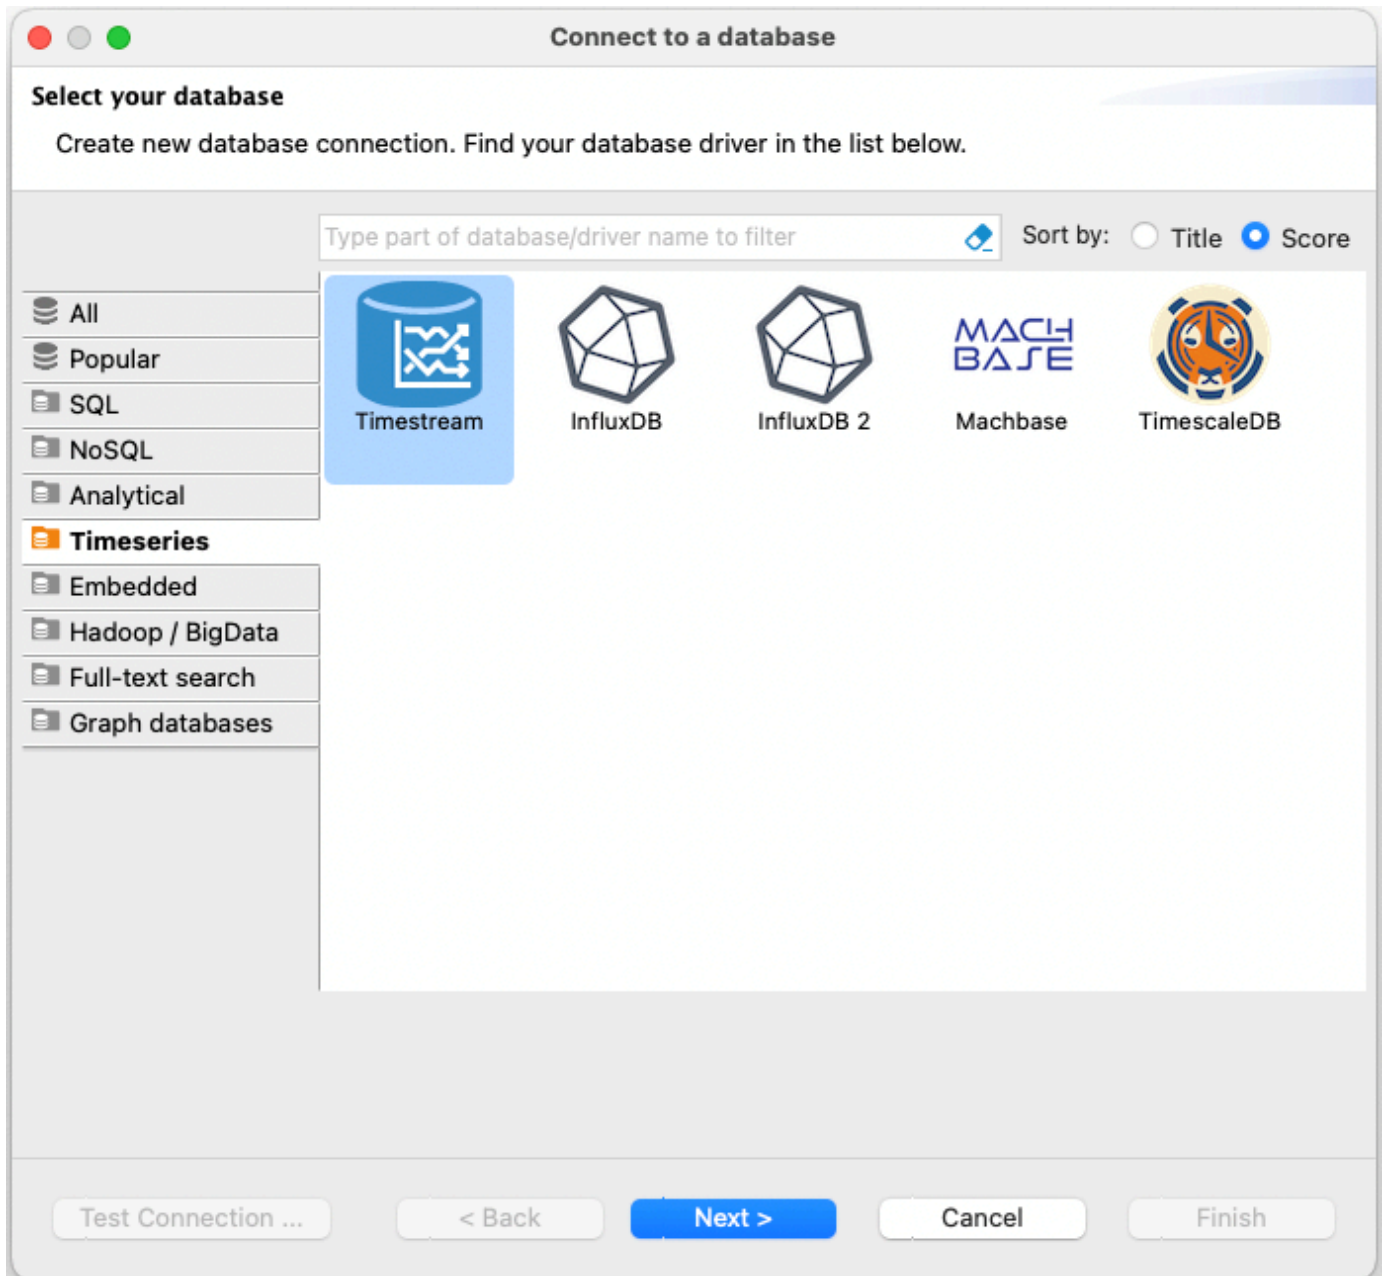 Connect to a database
Select your database
Create new database connection. Find your database driver in the list below.
Type part of database/driver name to filter
Sort by: Title Score
All
Popular
SQL
NoSQL
Analytical
Timeseries
Embedded
Hadoop / BigData
Full-text search
Graph databases
MACH
BASE
Timestream InfluxDB InfluxDB 2 Machbase TimescaleDB
Test Connection ... < Back Next > Cancel Finish